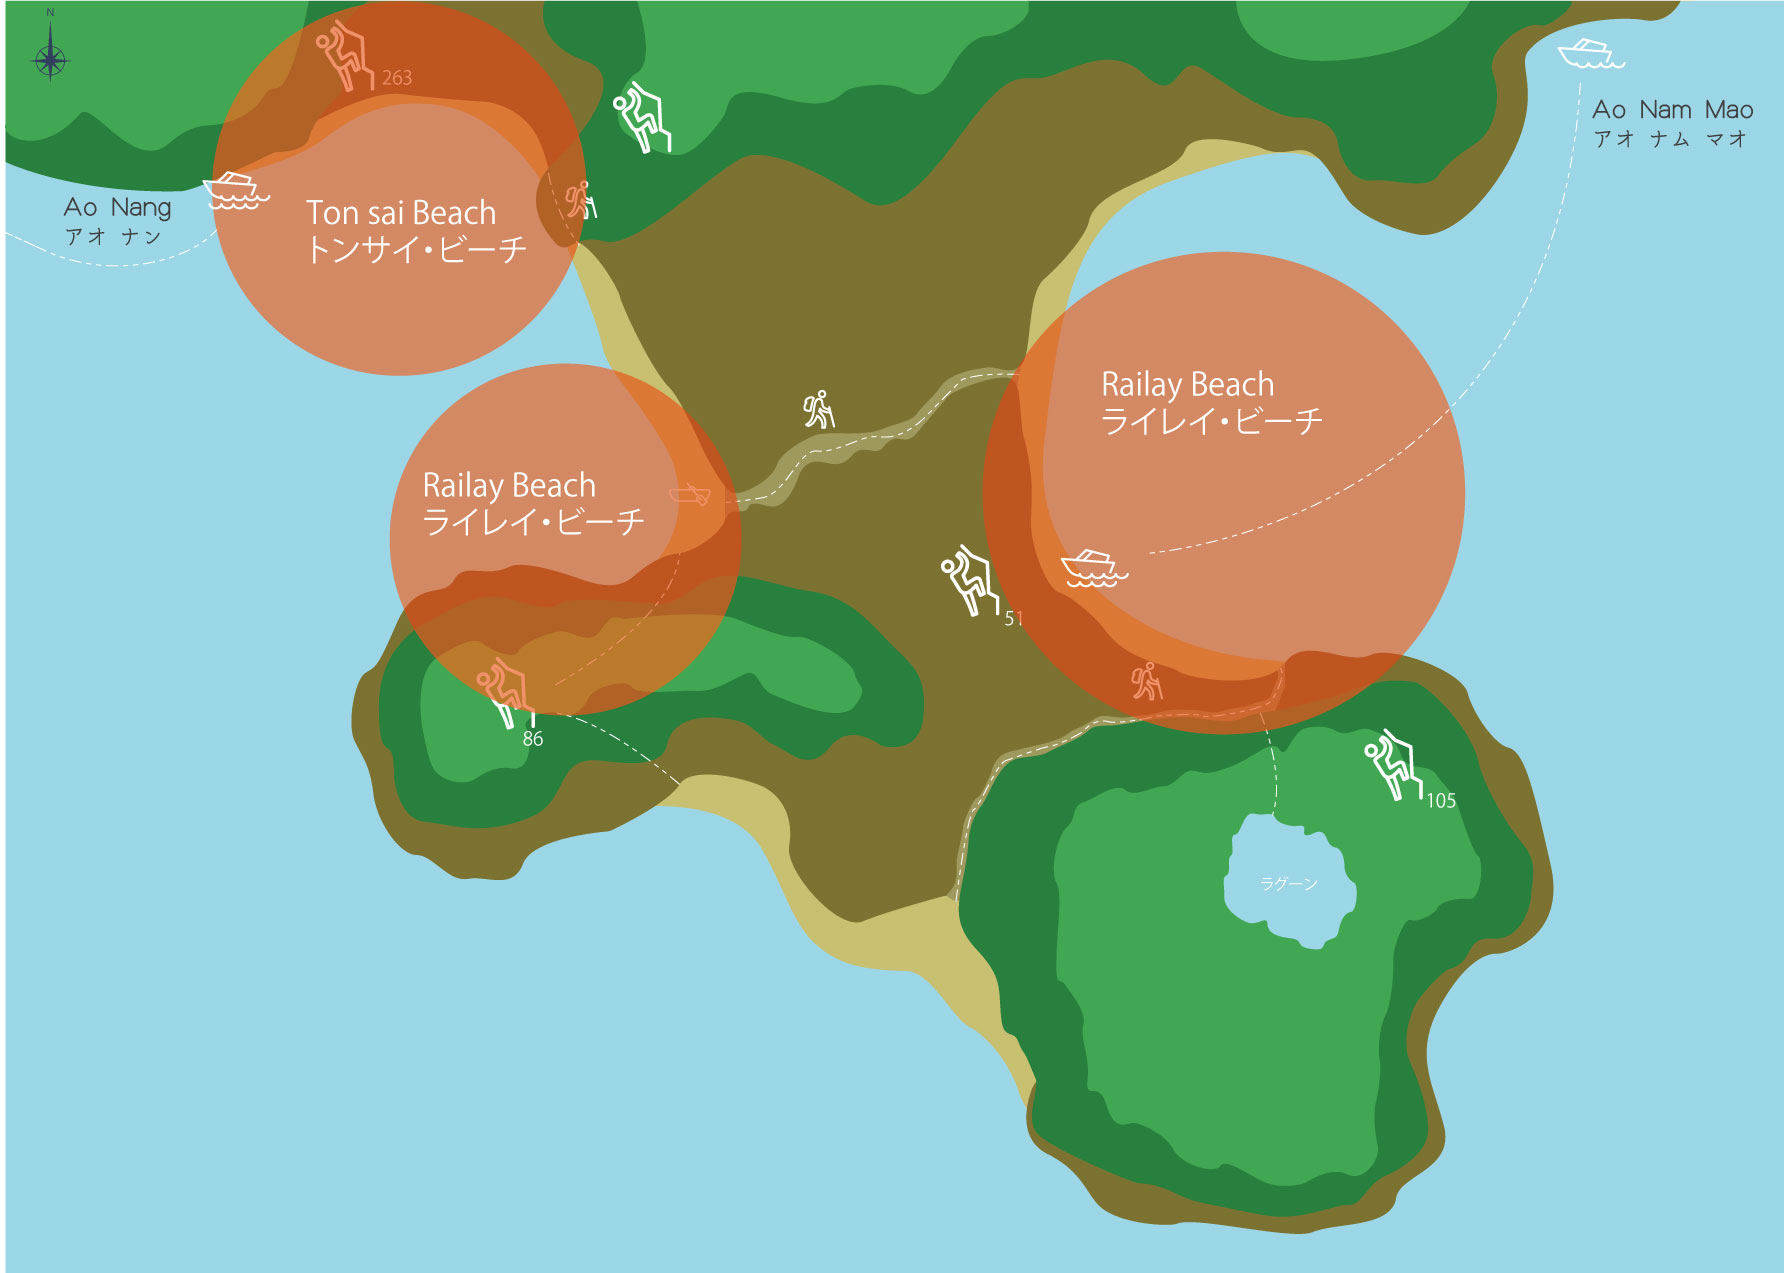 N
263
Ao Nam Mao
アオ ナム マオ
Ao Nang
アオ ナン
Ton sai Beach
トンサイ・ビーチ
Railay Beach
ライレイ・ビーチ
Railay Beach
ライレイ・ビーチ
51
86
105
ラグーン